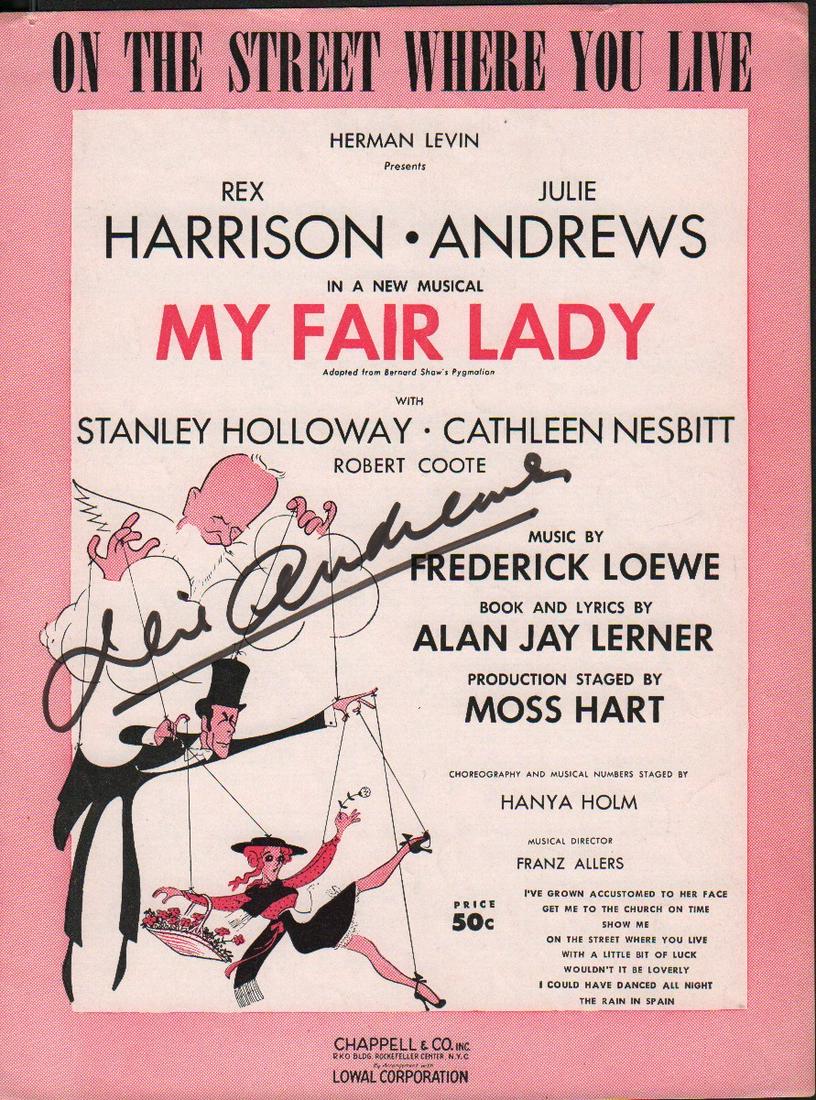 ON THE STREET WHERE YOU LIVE
HERMAN LEVIN
Presents
REX JULIE
HARRISON • ANDREWS
IN A NEW MUSICAL
MY FAIR LADY
Adapted from Bernard Shaw's Pygmalion
WITH
STANLEY HOLLOWAY · CATHLEEN NESBITT
ROBERT COOTE
Julie Andrews
MUSIC BY
FREDERICK LOEWE
BOOK AND LYRICS BY
ALAN JAY LERNER
PRODUCTION STAGED BY
MOSS HART
CHOREOGRAPHY AND MUSICAL NUMBERS STAGED BY
HANYA HOLM
MUSICAL DIRECTOR
FRANZ ALLERS
PRICE
50c
I'VE GROWN ACCUSTOMED TO HER FACE
GET ME TO THE CHURCH ON TIME
SHOW ME
ON THE STREET WHERE YOU LIVE
WITH A LITTLE BIT OF LUCK
WOULDN'T IT BE LOVERLY
I COULD HAVE DANCED ALL NIGHT
THE RAIN IN SPAIN
CHAPPELL & CO. INC.
RKO BLDG. ROCKEFELLER CENTER, N.Y.C.
By Arrangement with
LOWAL CORPORATION